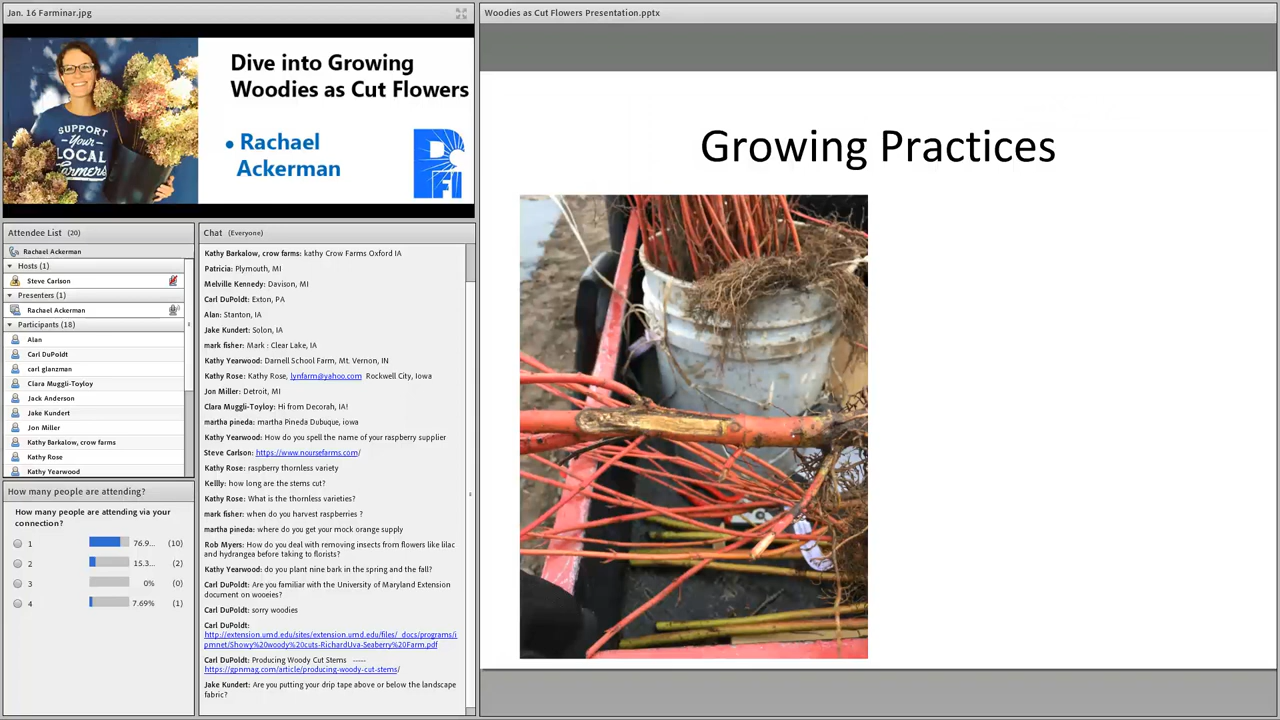 Jan. 16 Farminar.jpg
Dive into Growing
Woodies as Cut Flowers
• Rachael
Ackerman
SUPPORT
Your
LOCAL
Farmers
Attendee List (20)
Rachael Ackerman
Hosts (1)
Steve Carlson
Presenters (1)
Rachael Ackerman
Participants (18)
Alan
Carl DuPoldt
carl glanzman
Clara Muggli-Toyloy
Jack Anderson
Jake Kundert
Jon Miller
Kathy Barkalow, crow farms
Kathy Rose
Kathy Yearwood
How many people are attending?
How many people are attending via your
connection?
1 76.9... (10)
2 15.3... (2)
3 0% (0)
4 7.69% (1)
Chat (Everyone)
Kathy Barkalow, crow farms: kathy Crow Farms Oxford IA
Patricia: Plymouth, MI
Melville Kennedy: Davison, MI
Carl DuPoldt: Exton, PA
Alan: Stanton, IA
Jake Kundert: Solon, IA
mark fisher: Mark : Clear Lake, IA
Kathy Yearwood: Darnell School Farm, Mt. Vernon, IN
Kathy Rose: Kathy Rose, lynfarm@yahoo.com Rockwell City, Iowa
Jon Miller: Detroit, MI
Clara Muggli-Toyloy: Hi from Decorah, IA!
martha pineda: martha Pineda Dubuque, iowa
Kathy Yearwood: How do you spell the name of your raspberry supplier
Steve Carlson: https://www.noursefarms.com/
Kathy Rose: raspberry thornless variety
Kellly: how long are the stems cut?
Kathy Rose: What is the thornless varieties?
mark fisher: when do you harvest raspberries ?
martha pineda: where do you get your mock orange supply
Rob Myers: How do you deal with removing insects from flowers like lilac
and hydrangea before taking to florists?
Kathy Yearwood: do you plant nine bark in the spring and the fall?
Carl DuPoldt: Are you familiar with the University of Maryland Extension
document on wooeies?
Carl DuPoldt: sorry woodies
Carl DuPoldt:
http://extension.umd.edu/sites/extension.umd.edu/files/_docs/programs/i
pmnet/Showy%20woody%20cuts-RichardUva-Seaberry%20Farm.pdf
Carl DuPoldt: Producing Woody Cut Stems -----
https://gpnmag.com/article/producing-woody-cut-stems/
Jake Kundert: Are you putting your drip tape above or below the landscape
fabric?
Woodies as Cut Flowers Presentation.pptx
Growing Practices